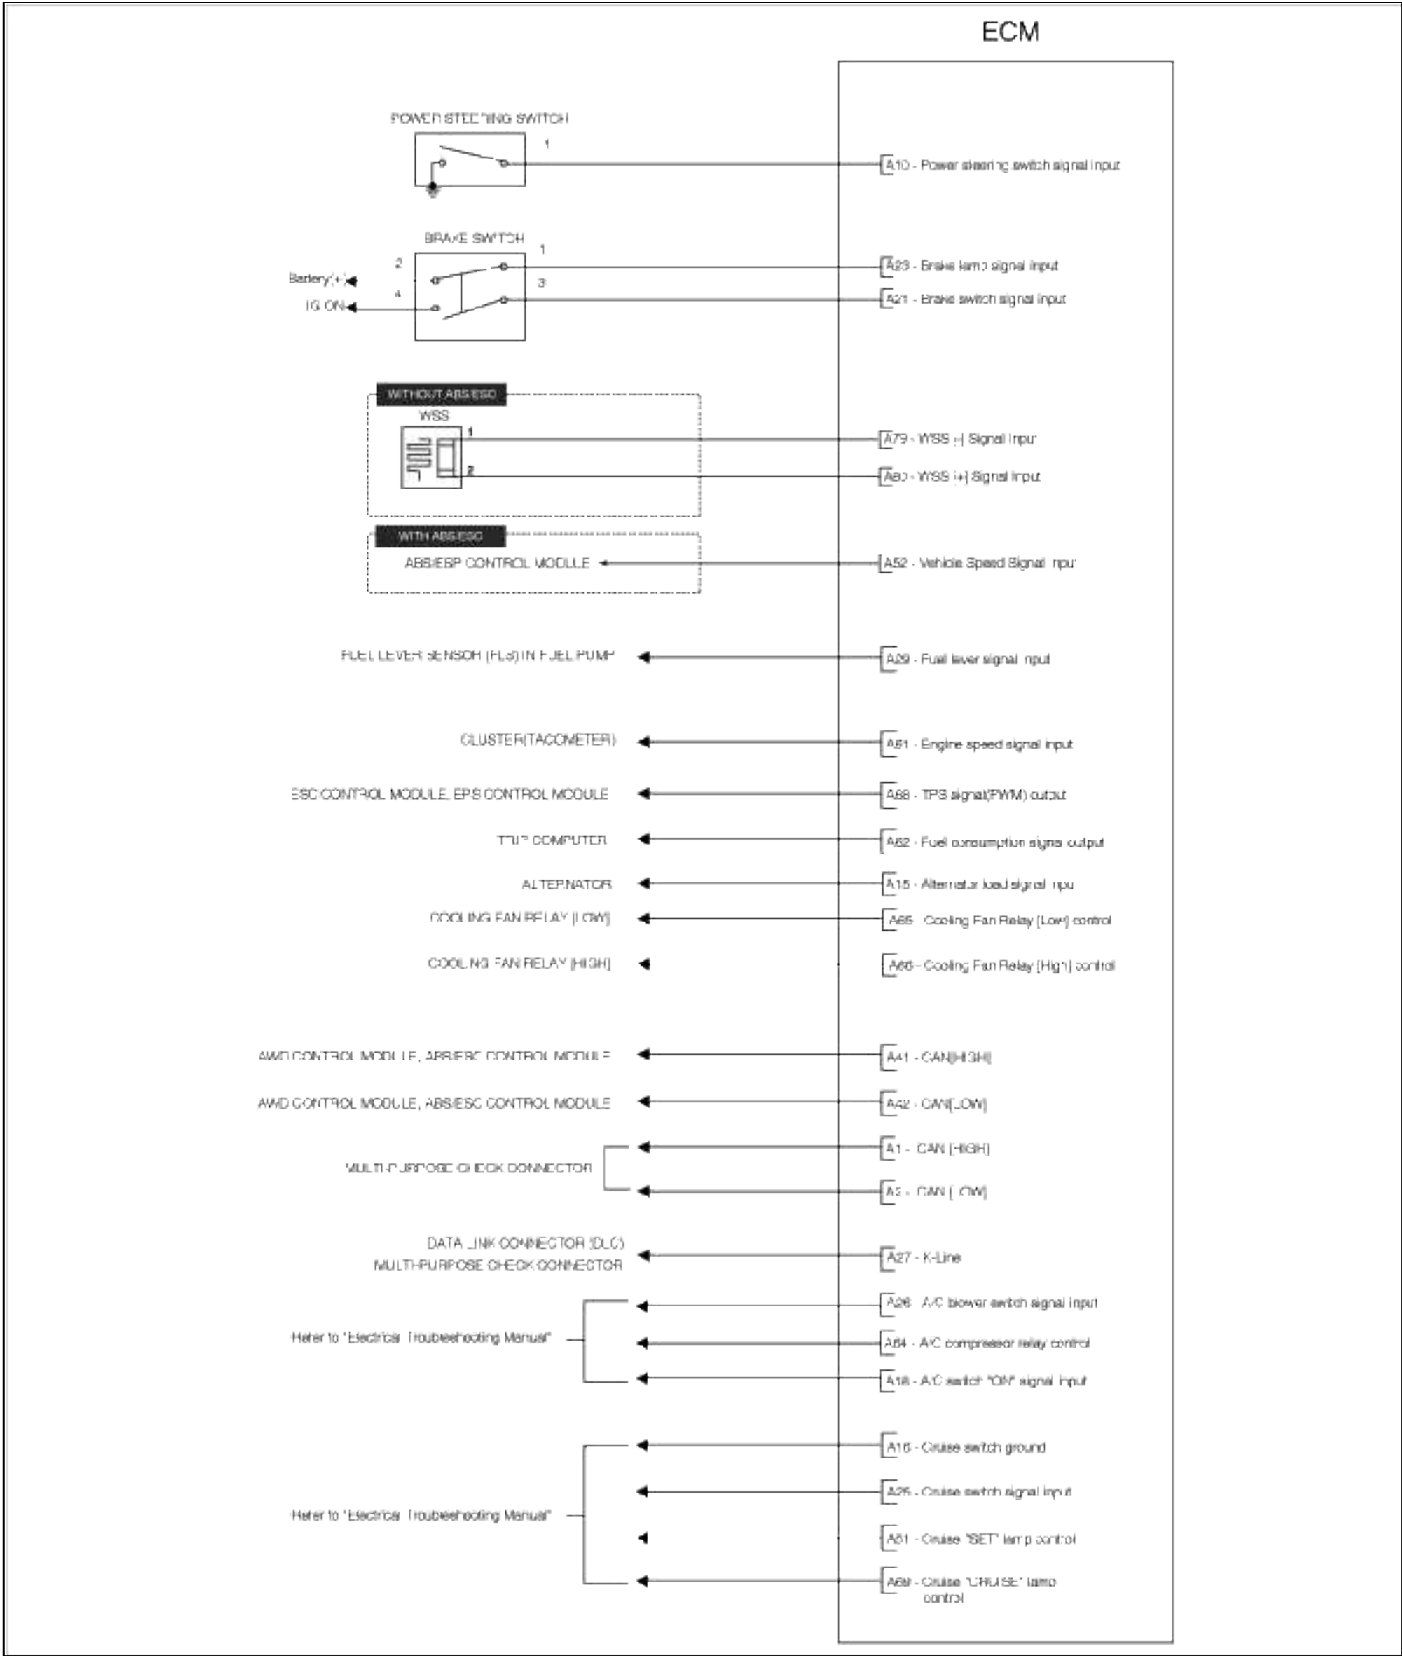 ECM
POWER STEERING SWITCH
1
A10 - Power steering switch signal input
BRAKE SWITCH
2
1
Battery(+)
A23 - Brake lamp signal input
4
3
IG ON
A21 - Brake switch signal input
WITHOUT ABS/ESC
WSS
1
A79 - WSS [-] Signal Input
2
A80 - WSS [+] Signal Input
WITH ABS/ESC
ABS/ESP CONTROL MODULE
A52 - Vehicle Speed Signal Input
FUEL LEVER SENSOR (FLS) IN FUEL PUMP
A29 - Fuel lever signal input
CLUSTER(TACOMETER)
A61 - Engine speed signal input
ESC CONTROL MODULE, EPS CONTROL MODULE
A68 - TPS signal(PWM) output
TRIP COMPUTER
A62 - Fuel consumption signal output
ALTERNATOR
A15 - Alternator load signal input
COOLING FAN RELAY [LOW]
A65 - Cooling Fan Relay [Low] control
COOLING FAN RELAY [HIGH]
A66 - Cooling Fan Relay [High] control
AWD CONTROL MODULE, ABS/ESC CONTROL MODULE
A41 - CAN[HIGH]
AWD CONTROL MODULE, ABS/ESC CONTROL MODULE
A42 - CAN[LOW]
A1 - CAN [HIGH]
MULTI-PURPOSE CHECK CONNECTOR
A2 - CAN [LOW]
DATA LINK CONNECTOR (DLC)
MULTI-PURPOSE CHECK CONNECTOR
A27 - K-Line
A26 - A/C blower switch signal input
Refer to "Electrical Troubleshooting Manual"
A64 - A/C compressor relay control
A18 - A/C switch "ON" signal input
A16 - Cruise switch ground
A25 - Cruise switch signal input
Refer to "Electrical Troubleshooting Manual"
A51 - Cruise "SET" lamp control
A69 - Cruise "CRUISE" lamp
control